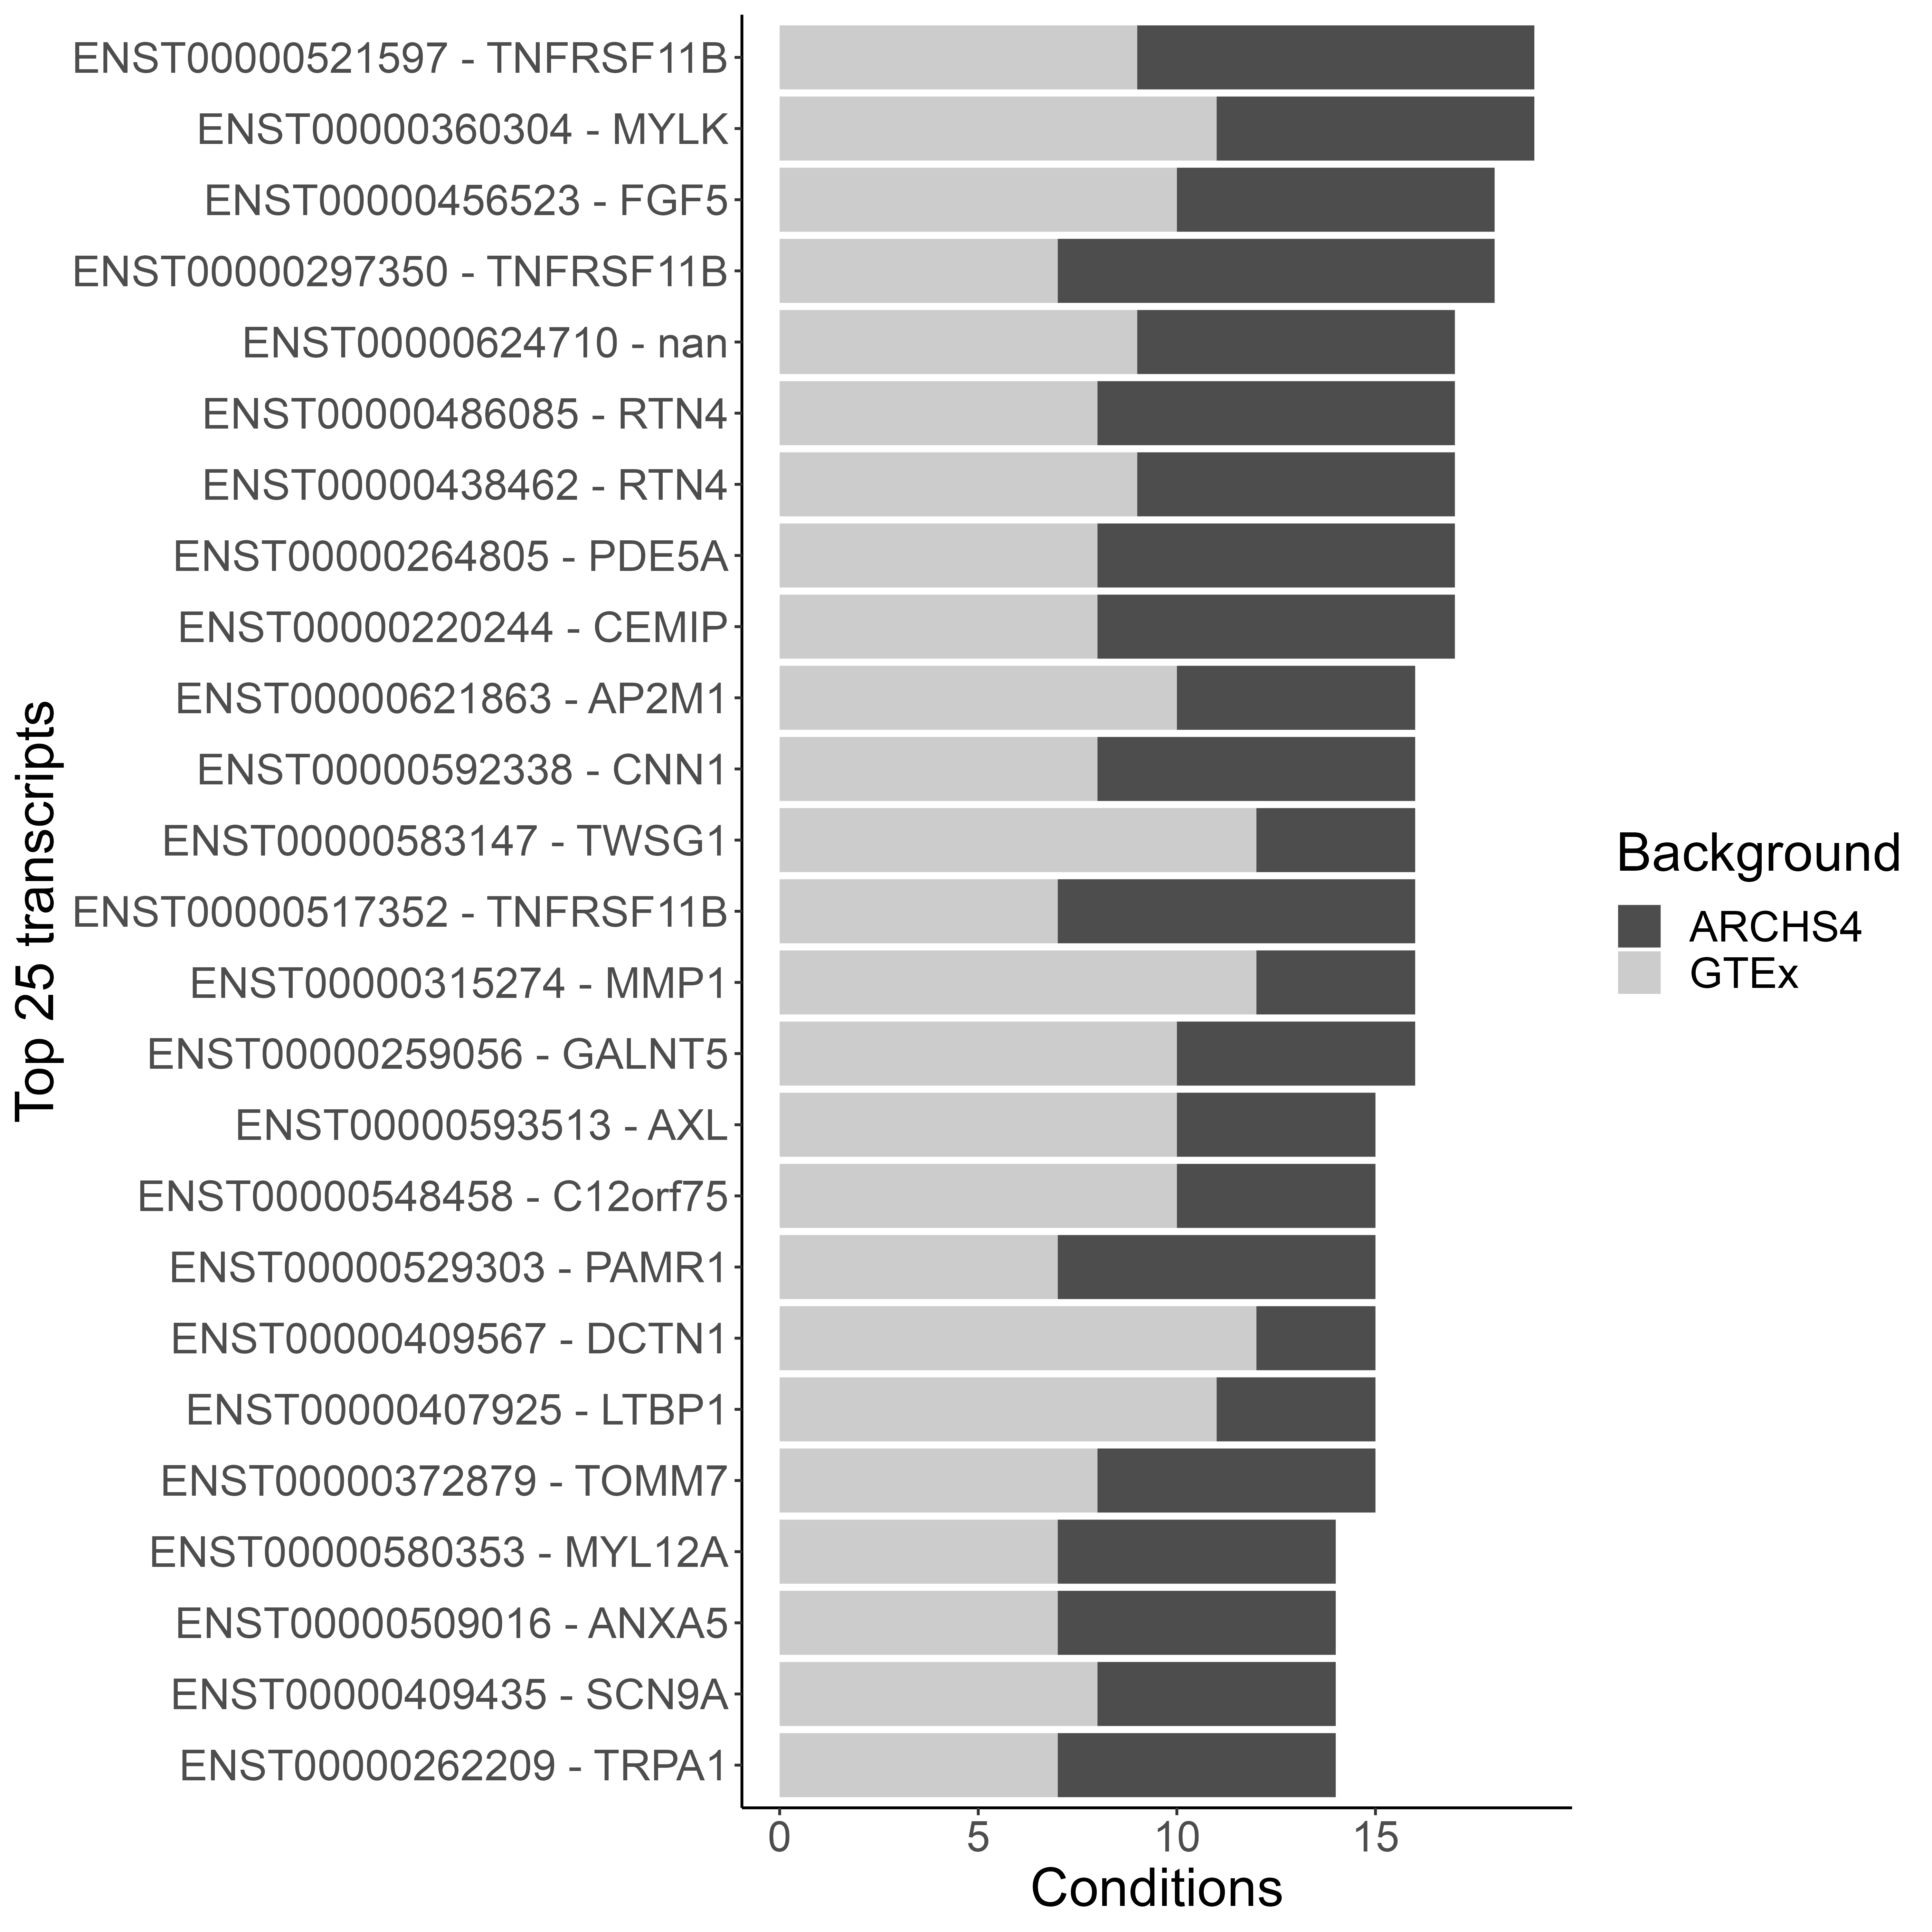 ENST00000521597 - TNFRSF11B
ENST00000360304 - MYLK
ENST00000456523 - FGF5
ENST00000297350 - TNFRSF11B
ENST00000624710 - nan
ENST00000486085 - RTN4
ENST00000438462 - RTN4
ENST00000264805 - PDE5A
ENST00000220244 - CEMIP
ENST00000621863 - AP2M1
ENST00000592338 - CNN1
ENST00000583147 - TWSG1
ENST00000517352 - TNFRSF11B
ENST00000315274 - MMP1
ENST00000259056 - GALNT5
ENST00000593513 - AXL
ENST00000548458 - C12orf75
ENST00000529303 - PAMR1
ENST00000409567 - DCTN1
ENST00000407925 - LTBP1
ENST00000372879 - TOMM7
ENST00000580353 - MYL12A
ENST00000509016 - ANXA5
ENST00000409435 - SCN9A
ENST00000262209 - TRPA1
Top 25 transcripts
0 5 10 15
Conditions
Background
ARCHS4
GTEx